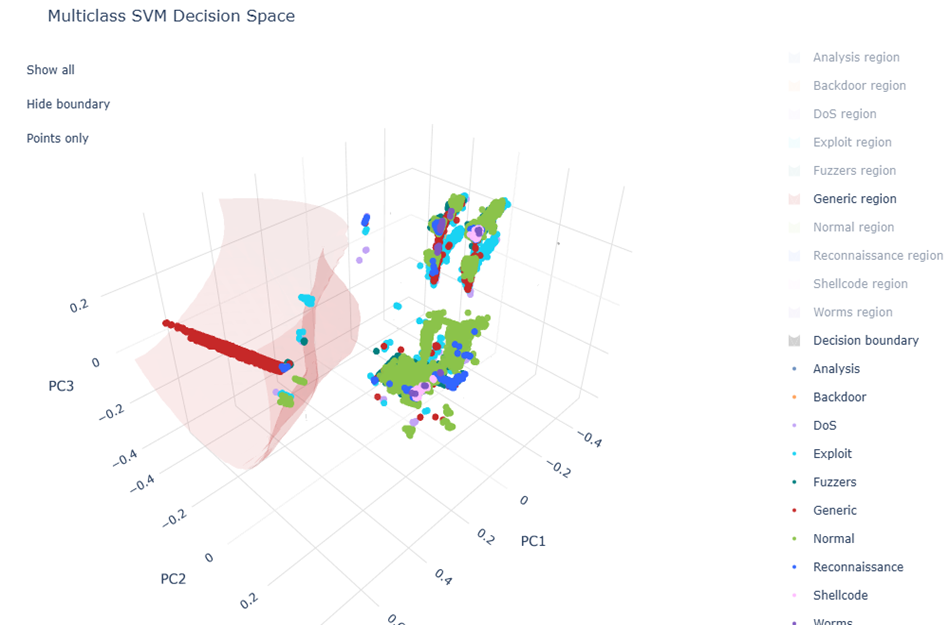 Multiclass SVM Decision Space
Show all
Hide boundary
Points only
Analysis region
Backdoor region
DoS region
Exploit region
Fuzzers region
Generic region
Normal region
Reconnaissance region
Shellcode region
Worms region
Decision boundary
Analysis
Backdoor
DoS
Exploit
Fuzzers
Generic
Normal
Reconnaissance
Shellcode
Worms
0.2
0
PC3
−0.2
−0.4
−0.4
−0.2
0
PC2
0.2
−0.4
−0.2
0
PC1
0.2
0.4